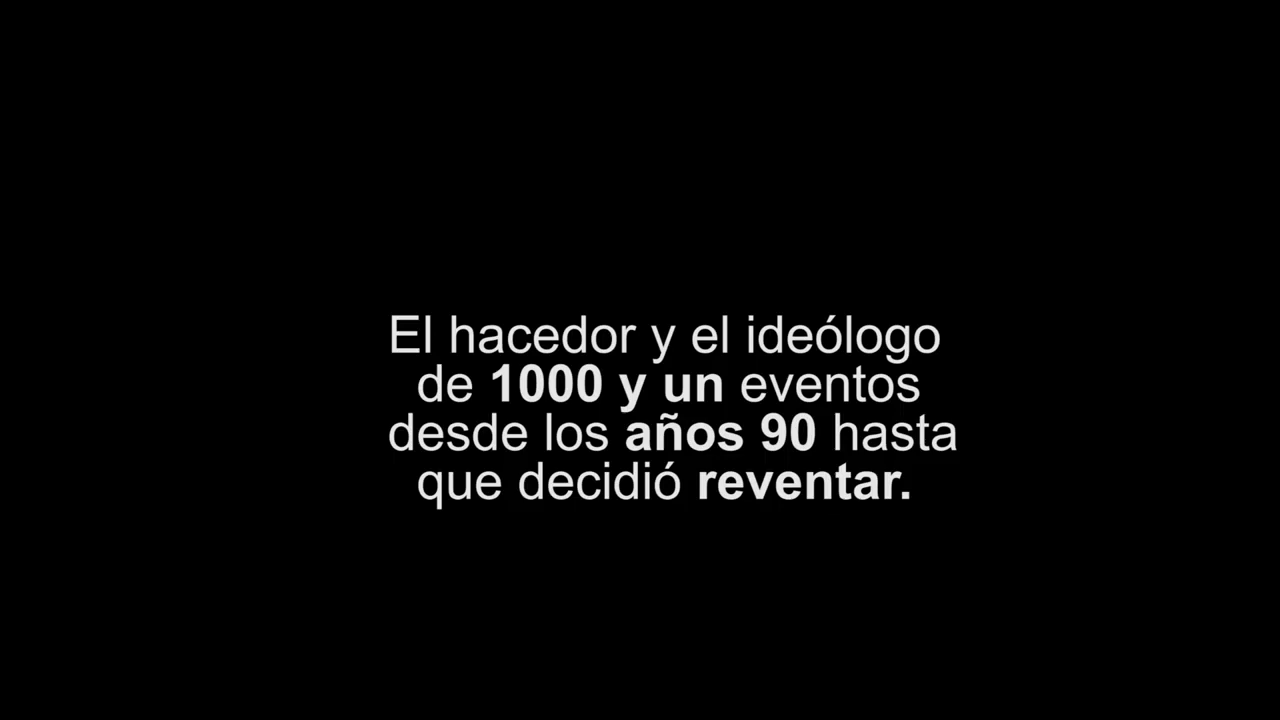 El hacedor y el ideólogo
de 1000 y un eventos
desde los años 90 hasta
que decidió reventar.